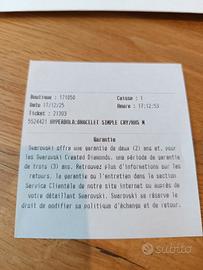 Boutique : 171050 Caisse : 1
Date 17/12/25 17:12:53
Ticket : 21303
5524421 HYPERBOLA:BRACELET SIMPLE CRY/RHS M
Garantie
Swarovski offre une garantie de deux (2) ans et, pour
les Swarovski Created Diamonds, une période de garantie
de trois (3) ans. Retrouvez plus d'informations sur les
retours, la garantie ou l'entretien dans la section
Service Clientèle de notre site internet ou auprès de
votre détaillant Swarovski. Swarovski se réserve le
droit de modifier sa politique d'échange et de retour.
subito